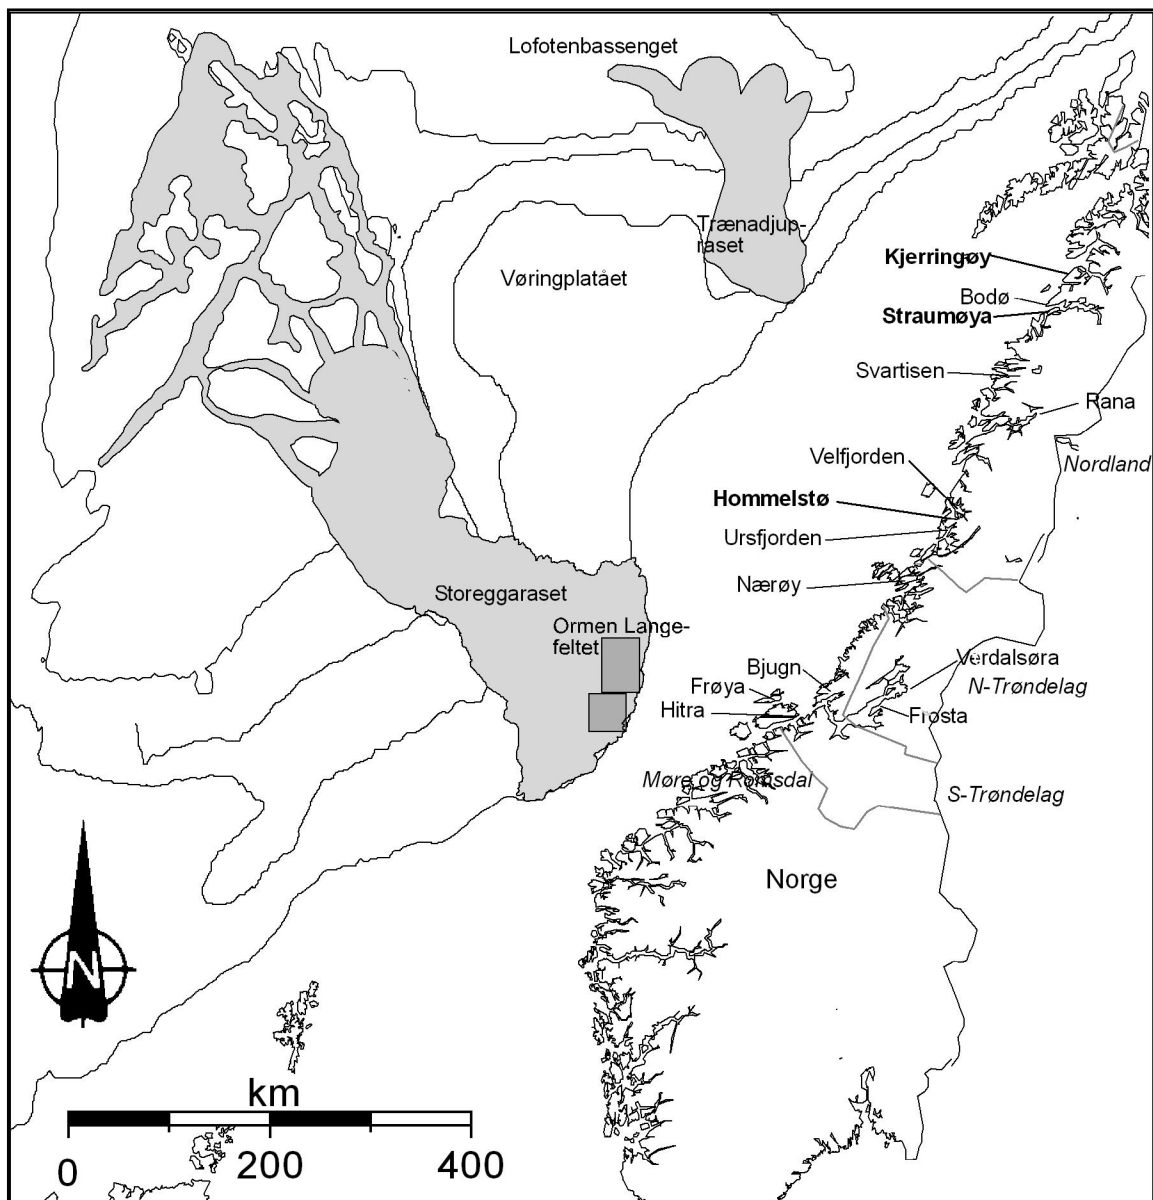 Lofotenbassenget
Trænadjup-
raset
Kjerringøy
Vøringplatået
Bodø
Straumøya
Svartisen
Rana
Velfjorden
Nordland
Hommelstø
Ursfjorden
Nærøy
Storeggaraset
Ormen Lange-
feltet
Verdalsøra
Bjugn
Frøya
N-Trøndelag
Hitra
Frosta
Møre og Romsdal
S-Trøndelag
Norge
N
km
0 200 400